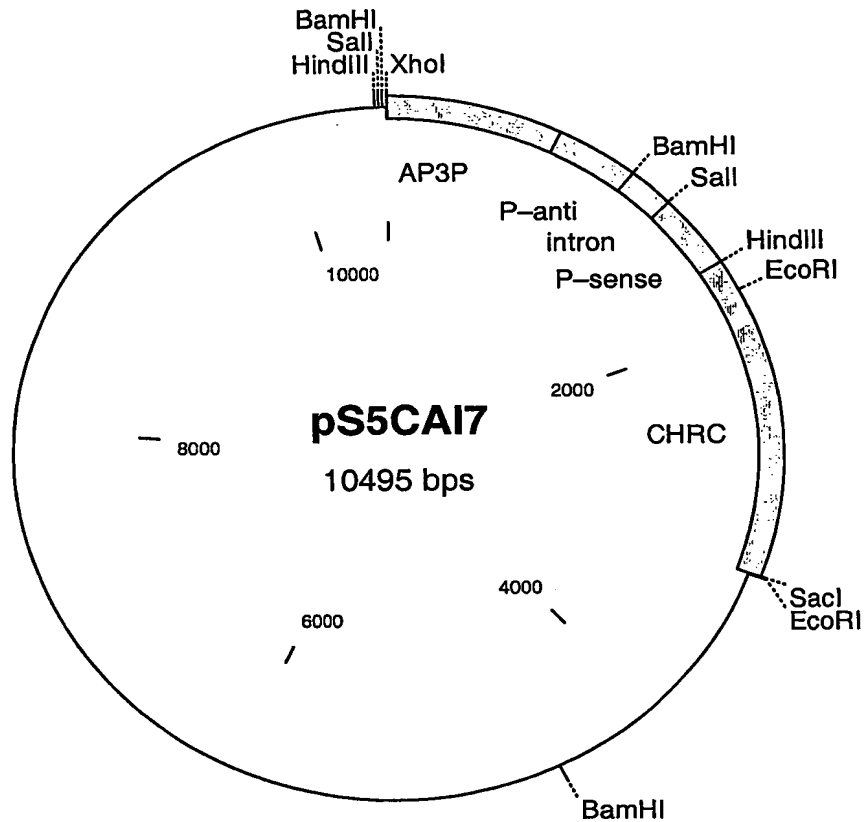 BamHI
SalI
HindIII
XhoI
BamHI
AP3P
SalI
P–anti
intron
HindIII
10000
P–sense
EcoRI
2000
pS5CAI7
CHRC
8000
10495 bps
4000
SacI
EcoRI
6000
BamHI